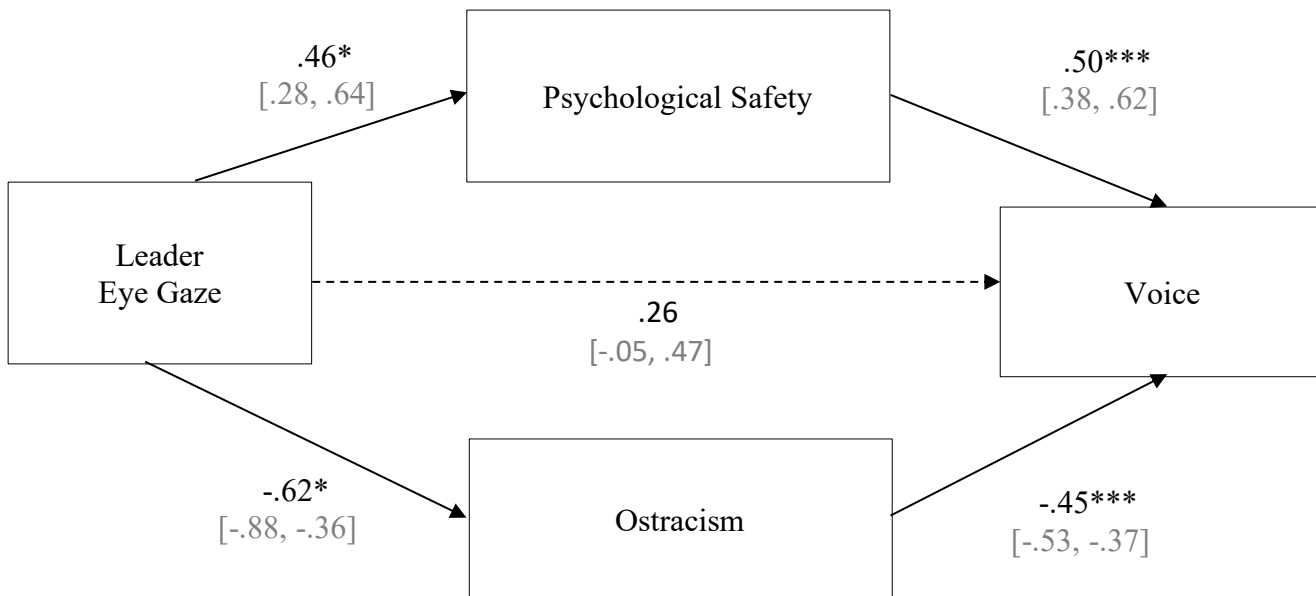 .46*
[.28, .64]
Psychological Safety
.50***
[.38, .62]
Leader
Eye Gaze
.26
[-.05, .47]
Voice
-.62*
[-.88, -.36]
Ostracism
-.45***
[-.53, -.37]